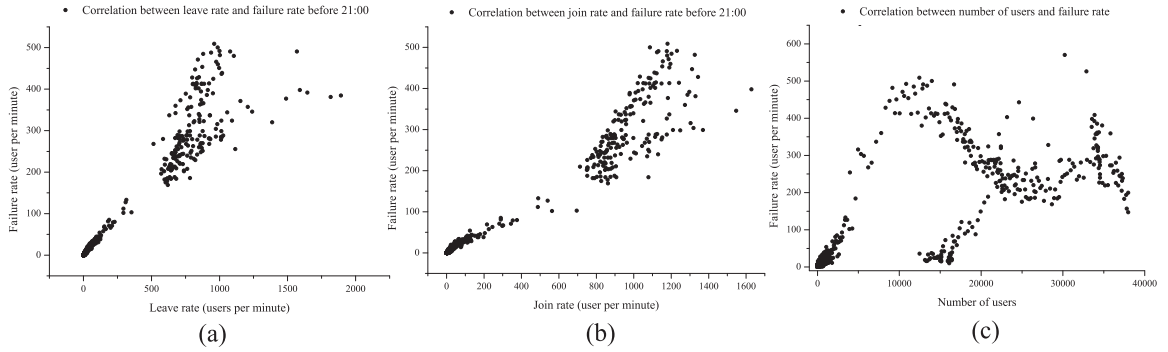 Correlation between leave rate and failure rate before 21:00
Failure rate (user per minute)
500
400
300
200
100
0
0 500 1000 1500 2000
Leave rate (users per minute)
(a)
Correlation between join rate and failure rate before 21:00
Failure rate (user per minute)
500
400
300
200
100
0
0 200 400 600 800 1000 1200 1400 1600
Join rate (user per minute)
(b)
Correlation between number of users and failure rate
Failure rate (user per minute)
600
500
400
300
200
100
0
0 10000 20000 30000 40000
Number of users
(c)